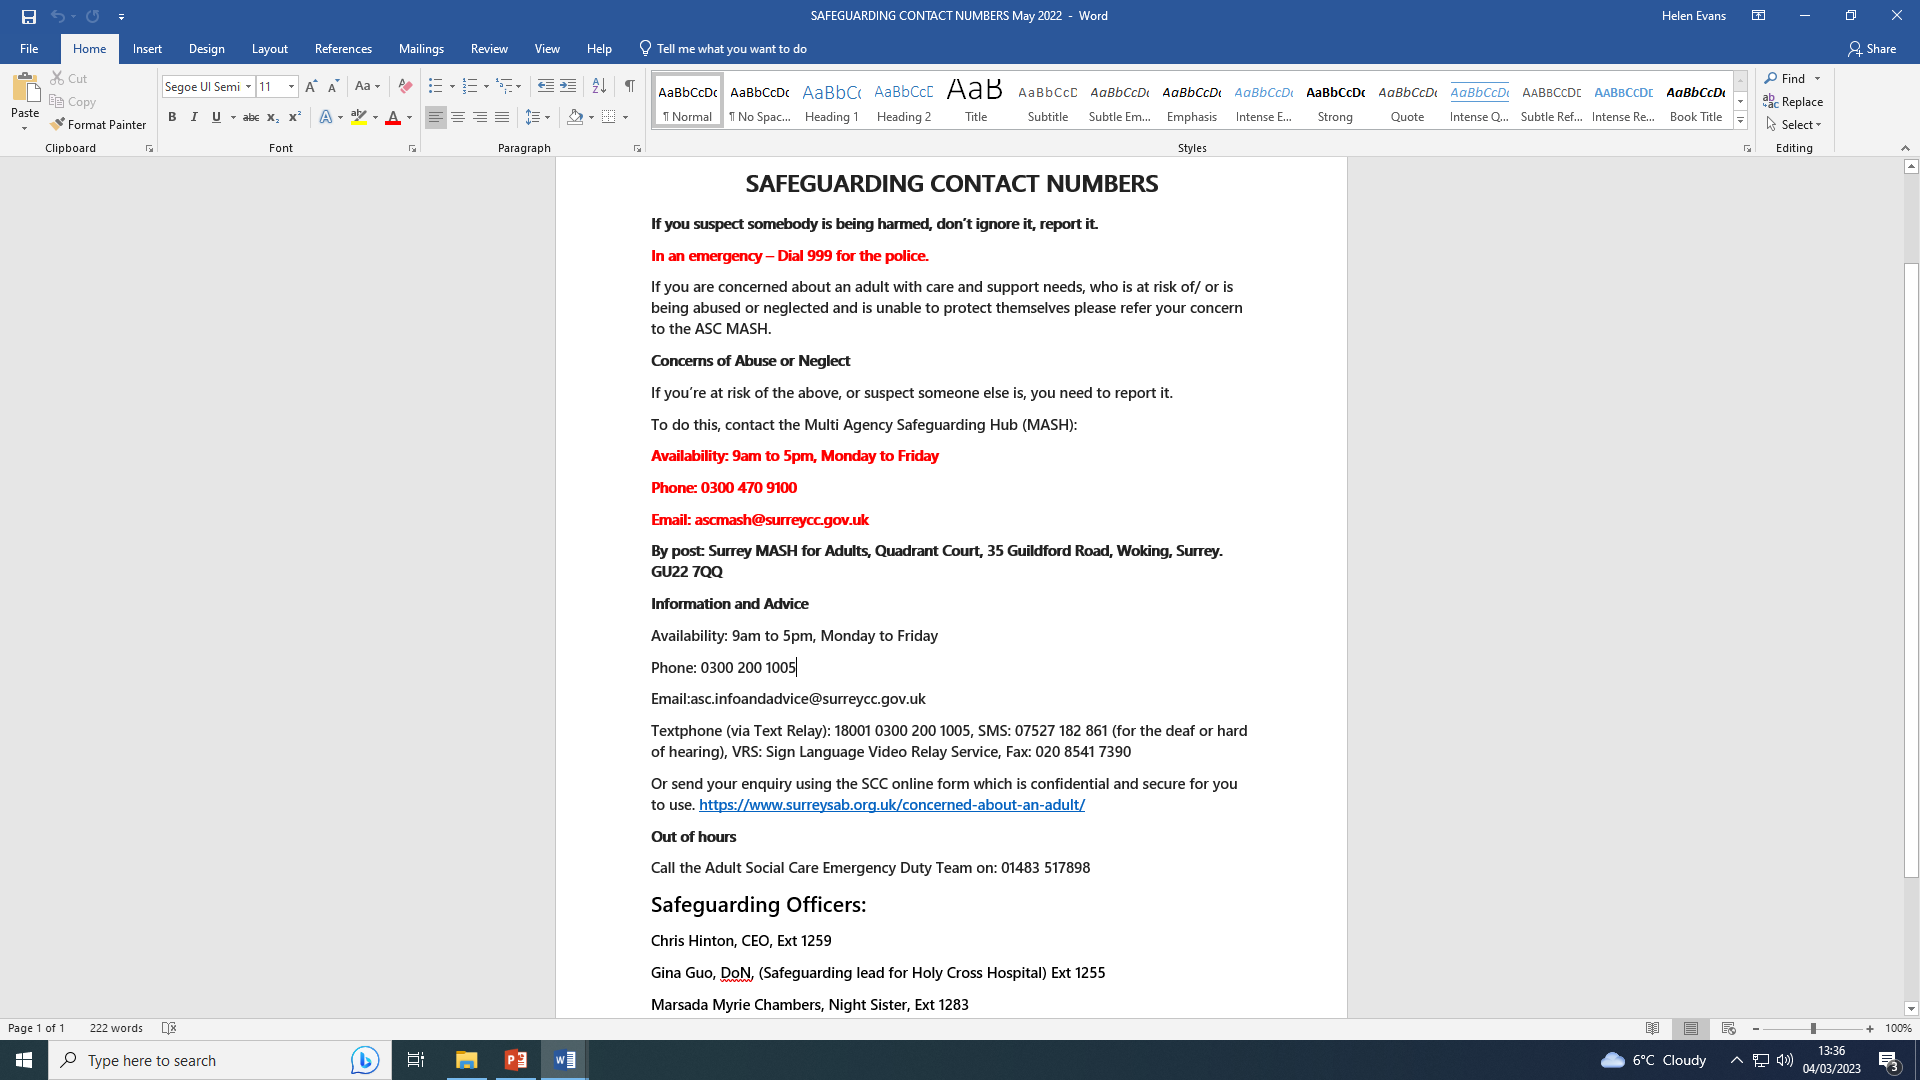 SAFEGUARDING CONTACT NUMBERS May 2022 - Word
Helen Evans
File Home Insert Design Layout References Mailings Review View Help Tell me what you want to do Share
Paste
Cut
Copy
Format Painter
Clipboard
Segoe UI Semi 11
Font
Paragraph
AaBbCcDc AaBbCcDc AaBbCc AaBbCcD AaB AaBbCcD AaBbCcDc AaBbCcDc AaBbCcDc AaBbCcDc AaBbCcDc AaBbCcDc AABBCCDE AABBCCDE AaBbCcDc
¶ Normal ¶ No Spac... Heading 1 Heading 2 Title Subtitle Subtle Em... Emphasis Intense E... Strong Quote Intense Q... Subtle Ref... Intense Re... Book Title
Styles
Find
Replace
Select
Editing
SAFEGUARDING CONTACT NUMBERS
If you suspect somebody is being harmed, don’t ignore it, report it.
In an emergency – Dial 999 for the police.
If you are concerned about an adult with care and support needs, who is at risk of/ or is
being abused or neglected and is unable to protect themselves please refer your concern
to the ASC MASH.
Concerns of Abuse or Neglect
If you´re at risk of the above, or suspect someone else is, you need to report it.
To do this, contact the Multi Agency Safeguarding Hub (MASH):
Availability: 9am to 5pm, Monday to Friday
Phone: 0300 470 9100
Email: ascmash@surreycc.gov.uk
By post: Surrey MASH for Adults, Quadrant Court, 35 Guildford Road, Woking, Surrey.
GU22 7QQ
Information and Advice
Availability: 9am to 5pm, Monday to Friday
Phone: 0300 200 1005
Email:asc.infoandadvice@surreycc.gov.uk
Textphone (via Text Relay): 18001 0300 200 1005, SMS: 07527 182 861 (for the deaf or hard
of hearing), VRS: Sign Language Video Relay Service, Fax: 020 8541 7390
Or send your enquiry using the SCC online form which is confidential and secure for you
to use. https://www.surreysab.org.uk/concerned-about-an-adult/
Out of hours
Call the Adult Social Care Emergency Duty Team on: 01483 517898
Safeguarding Officers:
Chris Hinton, CEO, Ext 1259
Gina Guo, DoN, (Safeguarding lead for Holy Cross Hospital) Ext 1255
Marsada Myrie Chambers, Night Sister, Ext 1283
Page 1 of 1 222 words
100%
Type here to search
6°C Cloudy
13:36
04/03/2023
3